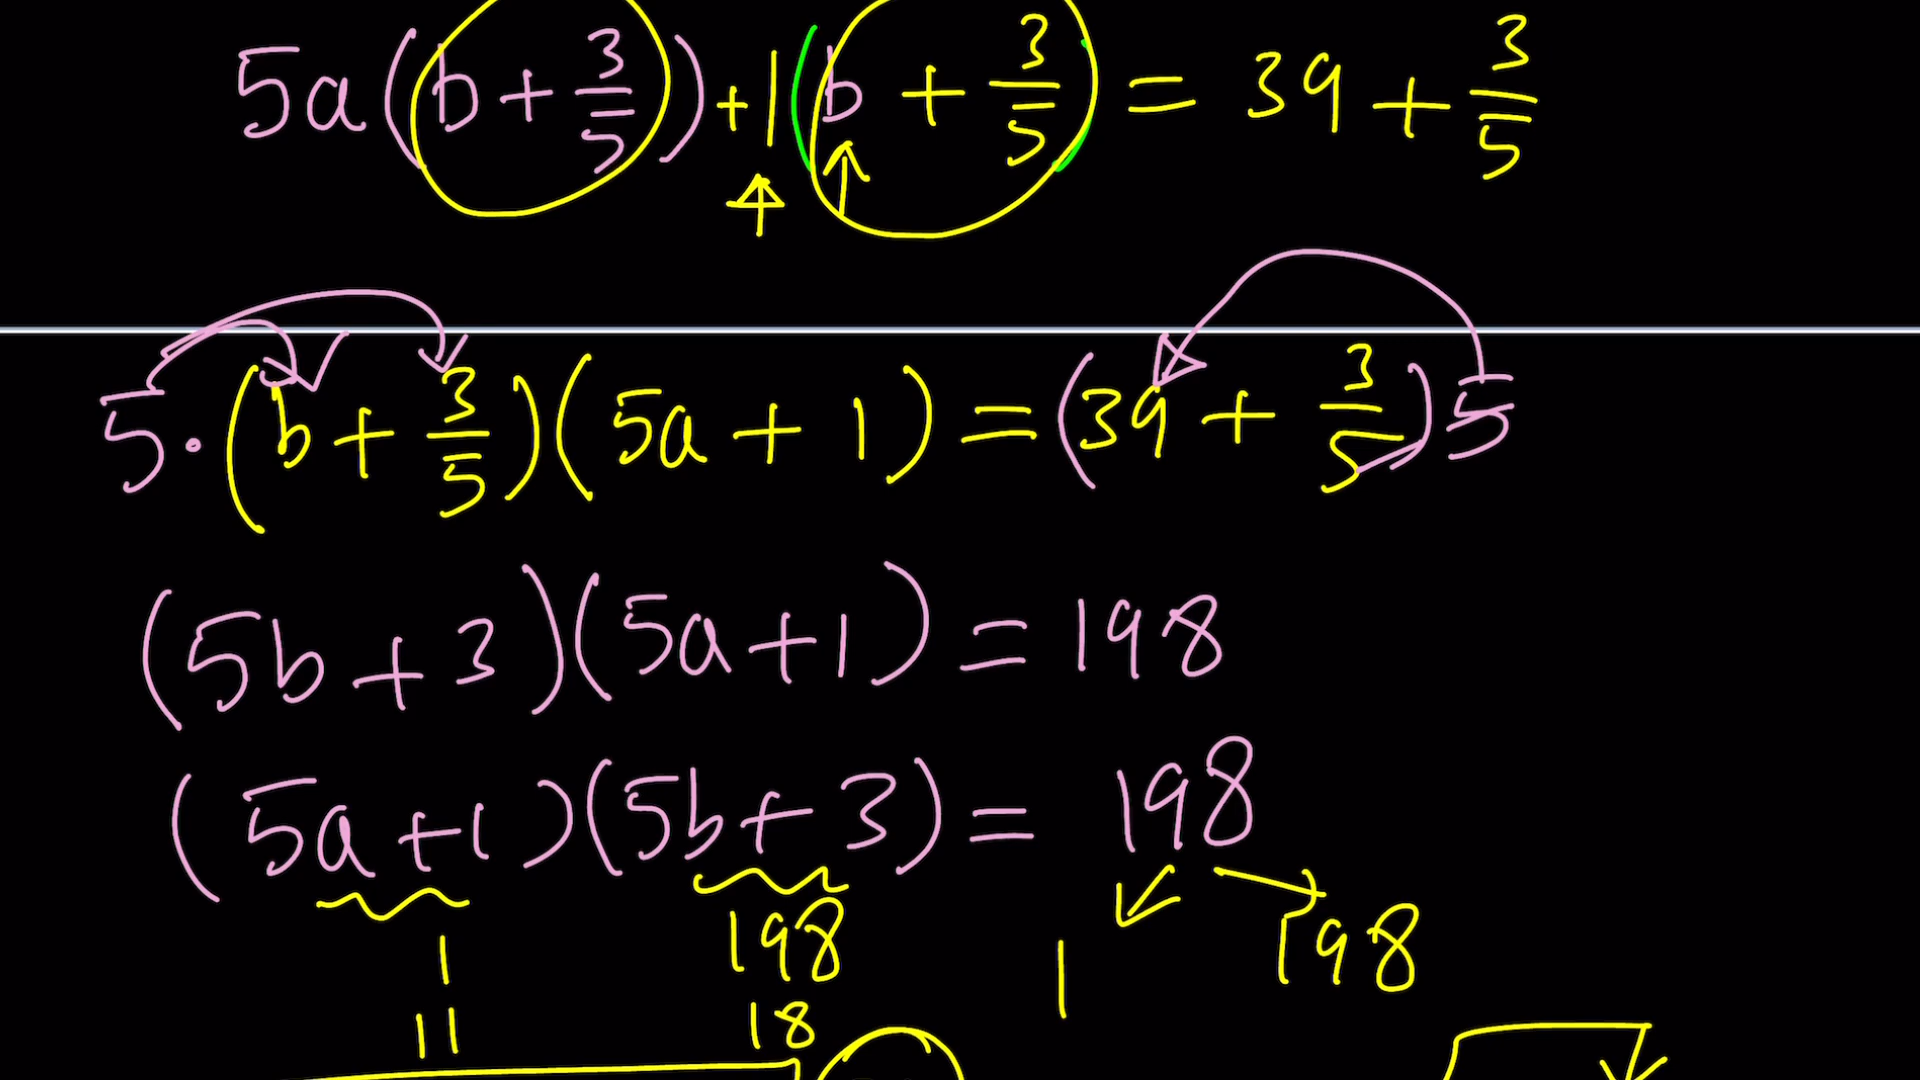 5a(b + 3/5) + 1(b + 3/5) = 39 + 3/5
5·(b + 3/5)(5a + 1) = (39 + 3/5)5
(5b + 3)(5a + 1) = 198
(5a + 1)(5b + 3) = 198
1 198 1 198
11 18